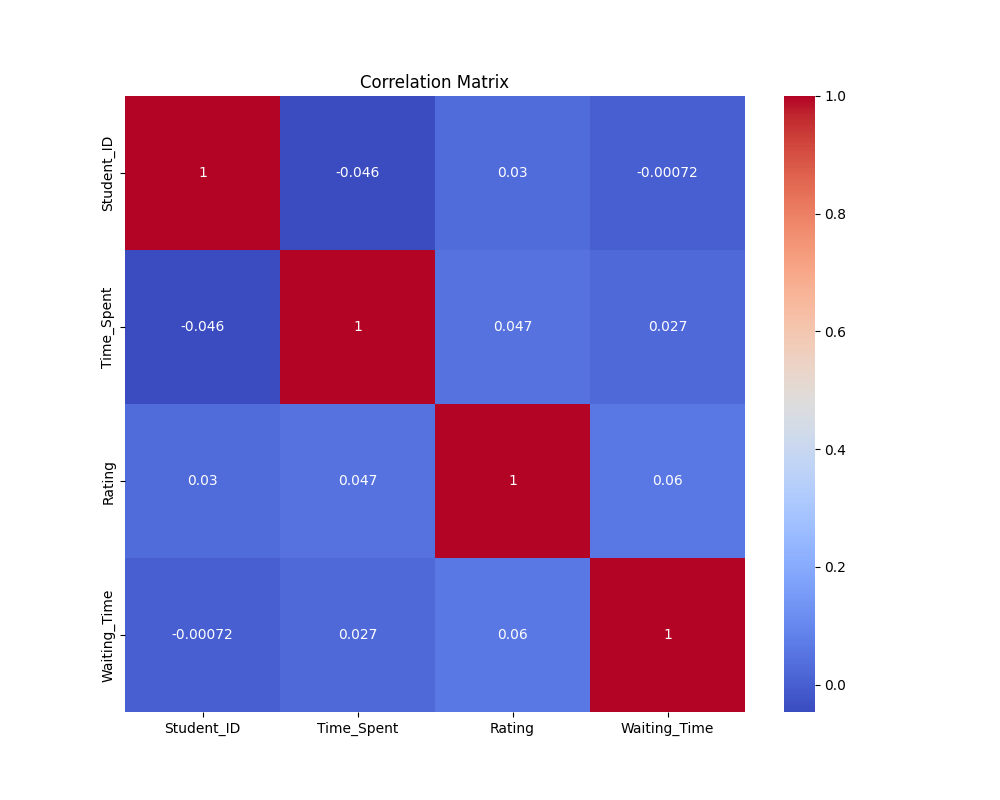 Correlation Matrix
Student_ID 1 -0.046 0.03 -0.00072
Time_Spent -0.046 1 0.047 0.027
Rating 0.03 0.047 1 0.06
Waiting_Time -0.00072 0.027 0.06 1
Student_ID Time_Spent Rating Waiting_Time
1.0
0.8
0.6
0.4
0.2
0.0